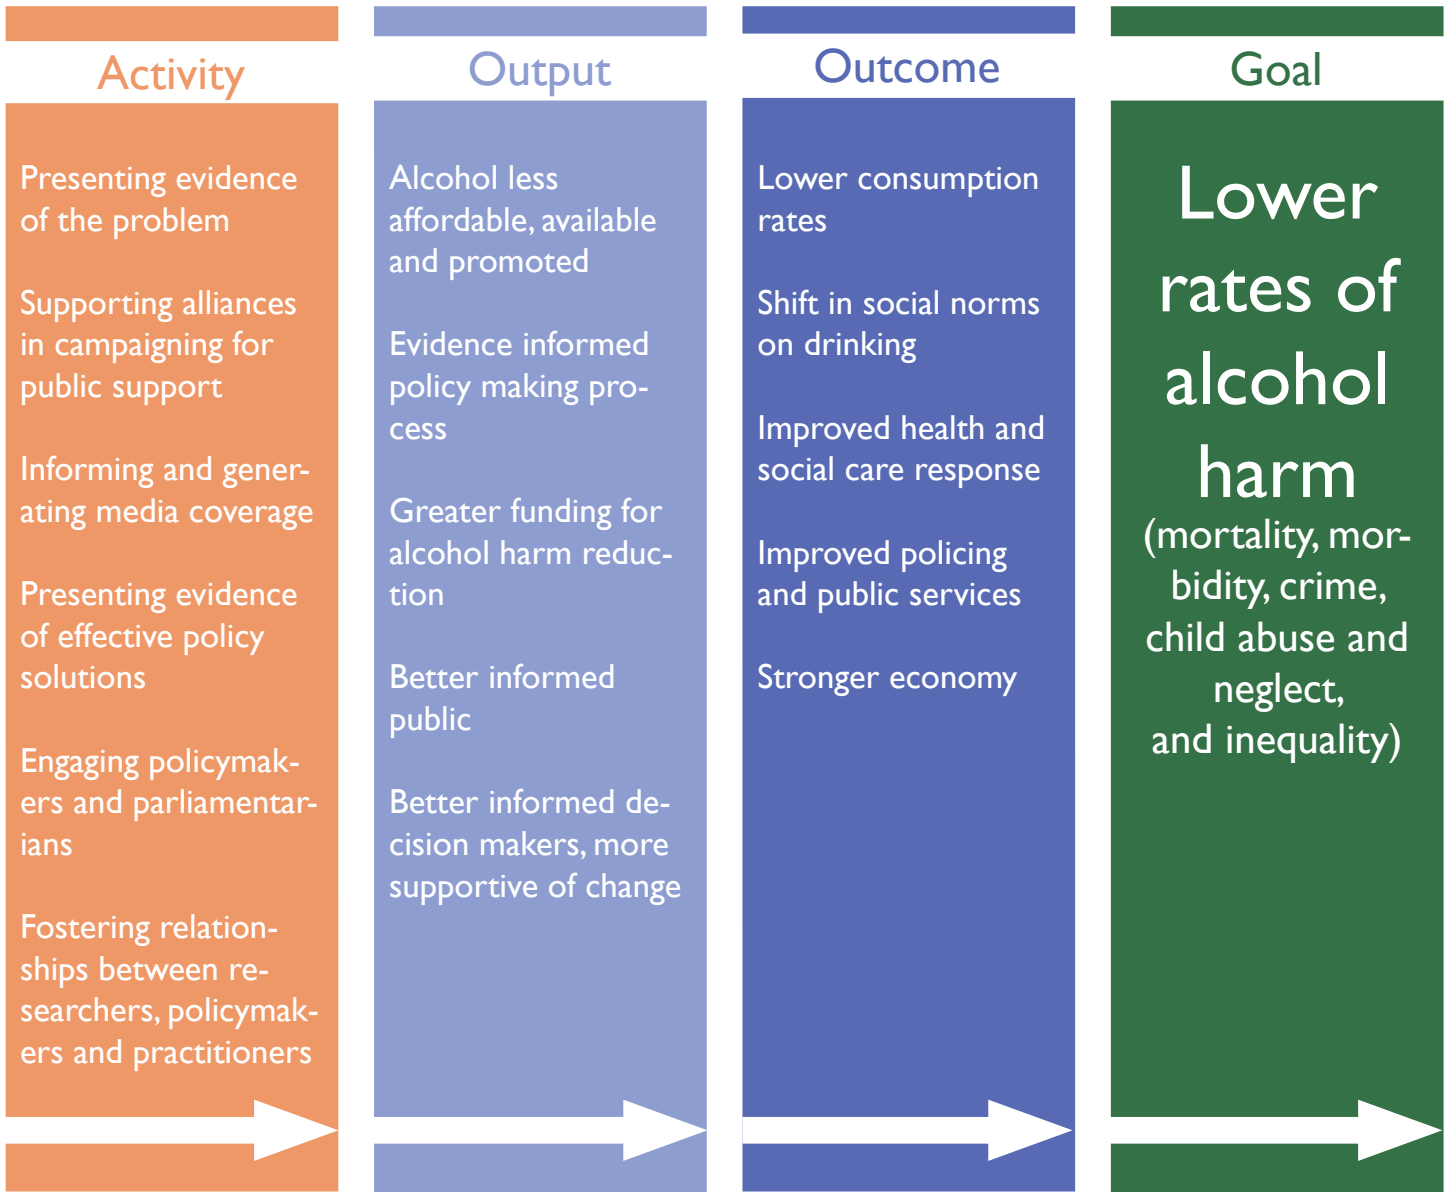 Activity
Presenting evidence
of the problem
Supporting alliances
in campaigning for
public support
Informing and gener-
ating media coverage
Presenting evidence
of effective policy
solutions
Engaging policymak-
ers and parliamentar-
ians
Fostering relation-
ships between re-
searchers, policymak-
ers and practitioners
Output
Alcohol less
affordable, available
and promoted
Evidence informed
policy making pro-
cess
Greater funding for
alcohol harm reduc-
tion
Better informed
public
Better informed de-
cision makers, more
supportive of change
Outcome
Lower consumption
rates
Shift in social norms
on drinking
Improved health and
social care response
Improved policing
and public services
Stronger economy
Goal
Lower
rates of
alcohol
harm
(mortality, mor-
bidity, crime,
child abuse and
neglect,
and inequality)